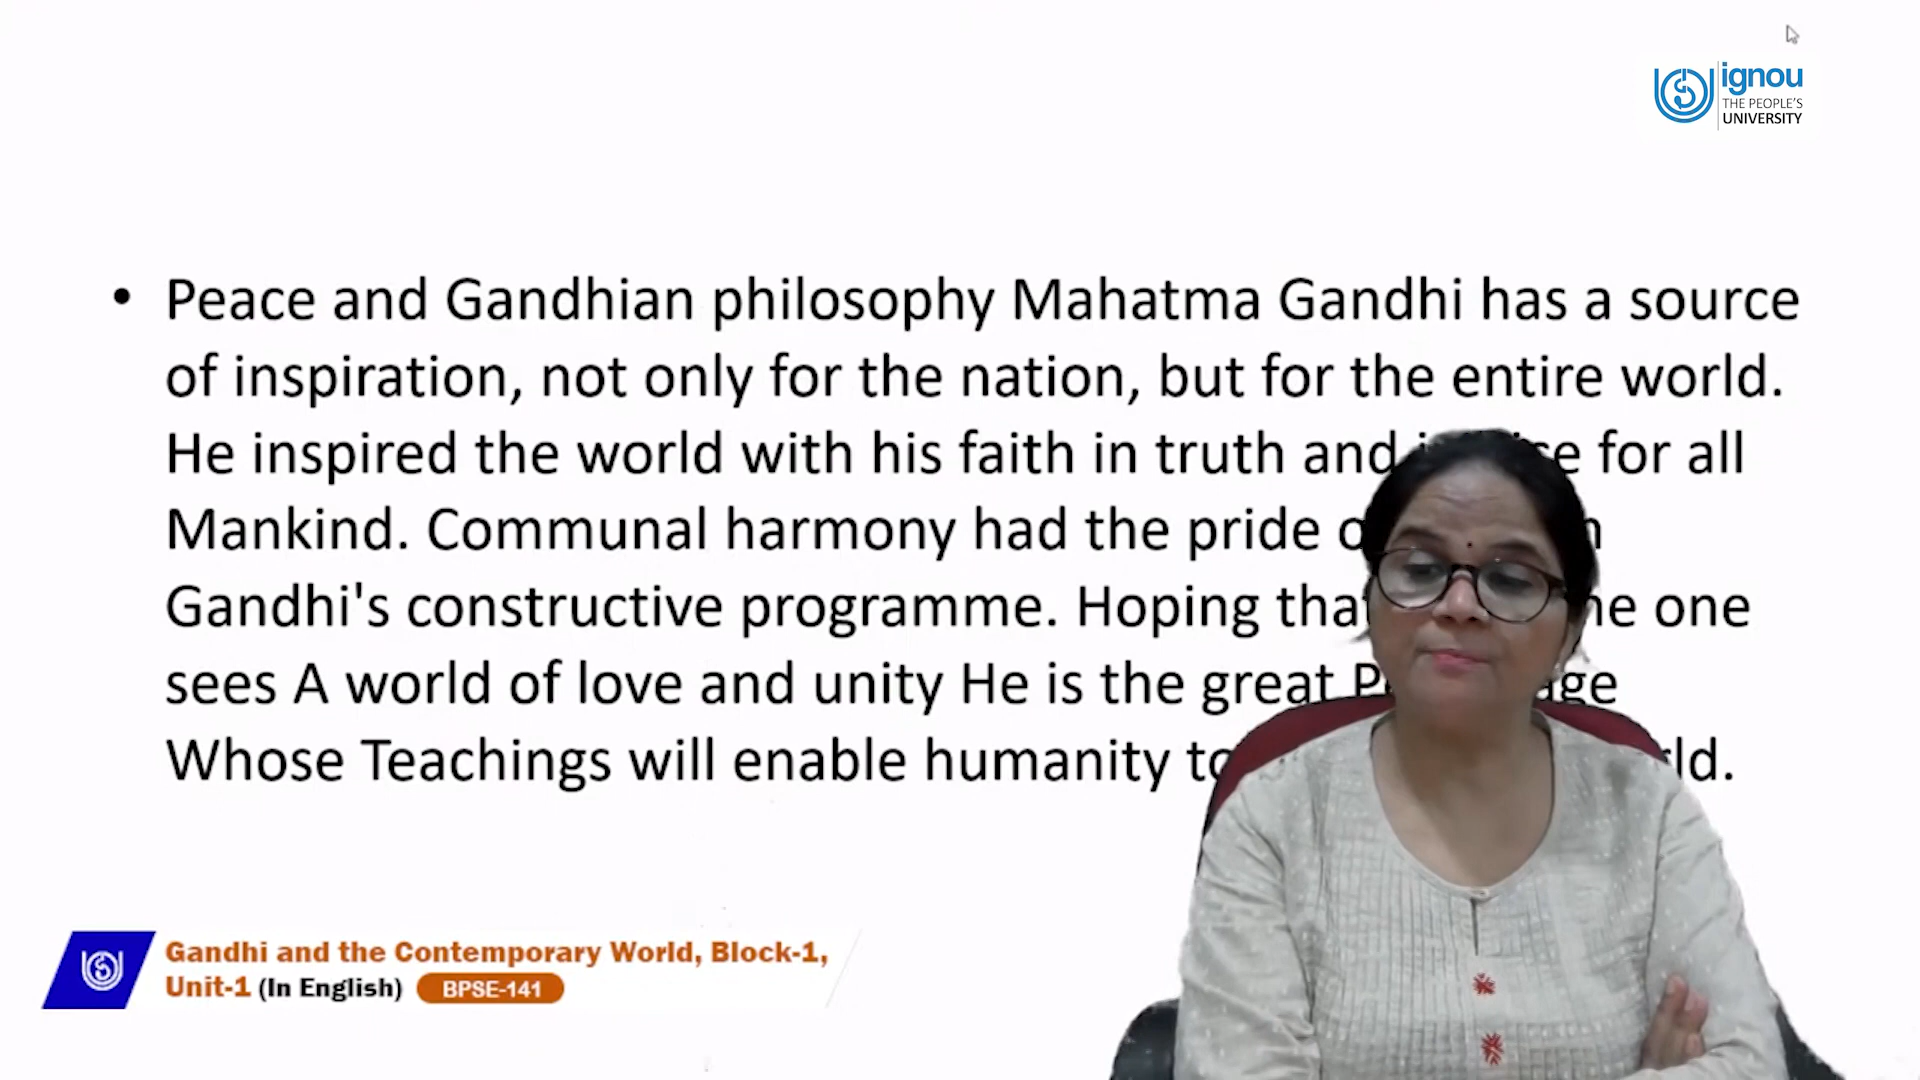 ignou
THE PEOPLE'S
UNIVERSITY
• Peace and Gandhian philosophy Mahatma Gandhi has a source
of inspiration, not only for the nation, but for the entire world.
He inspired the world with his faith in truth and for all
Mankind. Communal harmony had the pride
Gandhi's constructive programme. Hoping one
sees A world of love and unity He is the great
Whose Teachings will enable humanity
Gandhi and the Contemporary World, Block-1,
Unit-1 (In English) BPSE-141